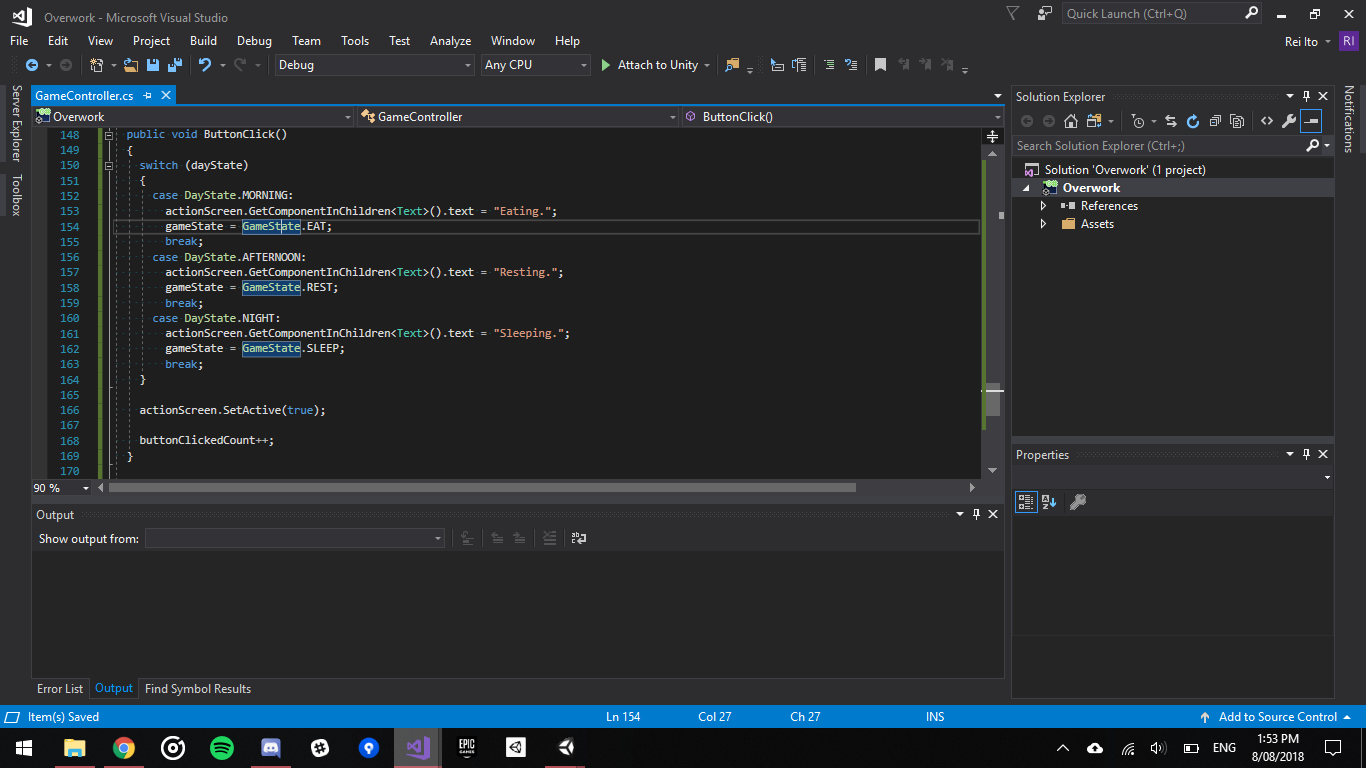 Overwork - Microsoft Visual Studio
Quick Launch (Ctrl+Q)
File Edit View Project Build Debug Team Tools Test Analyze Window Help
Rei Ito RI
Debug Any CPU Attach to Unity
Server Explorer
Toolbox
GameController.cs
Overwork GameController ButtonClick()
148 public void ButtonClick()
149 {
150 switch (dayState)
151 {
152 case DayState.MORNING:
153 actionScreen.GetComponentInChildren<Text>().text = "Eating.";
154 gameState = GameState.EAT;
155 break;
156 case DayState.AFTERNOON:
157 actionScreen.GetComponentInChildren<Text>().text = "Resting.";
158 gameState = GameState.REST;
159 break;
160 case DayState.NIGHT:
161 actionScreen.GetComponentInChildren<Text>().text = "Sleeping.";
162 gameState = GameState.SLEEP;
163 break;
164 }
165
166 actionScreen.SetActive(true);
167
168 buttonClickedCount++;
169 }
170
90 %
Output
Show output from:
Error List Output Find Symbol Results
Solution Explorer
Search Solution Explorer (Ctrl+;)
Solution 'Overwork' (1 project)
Overwork
References
Assets
Properties
Notifications
Item(s) Saved Ln 154 Col 27 Ch 27 INS Add to Source Control
EPIC GAMES
ENG
1:53 PM
8/08/2018